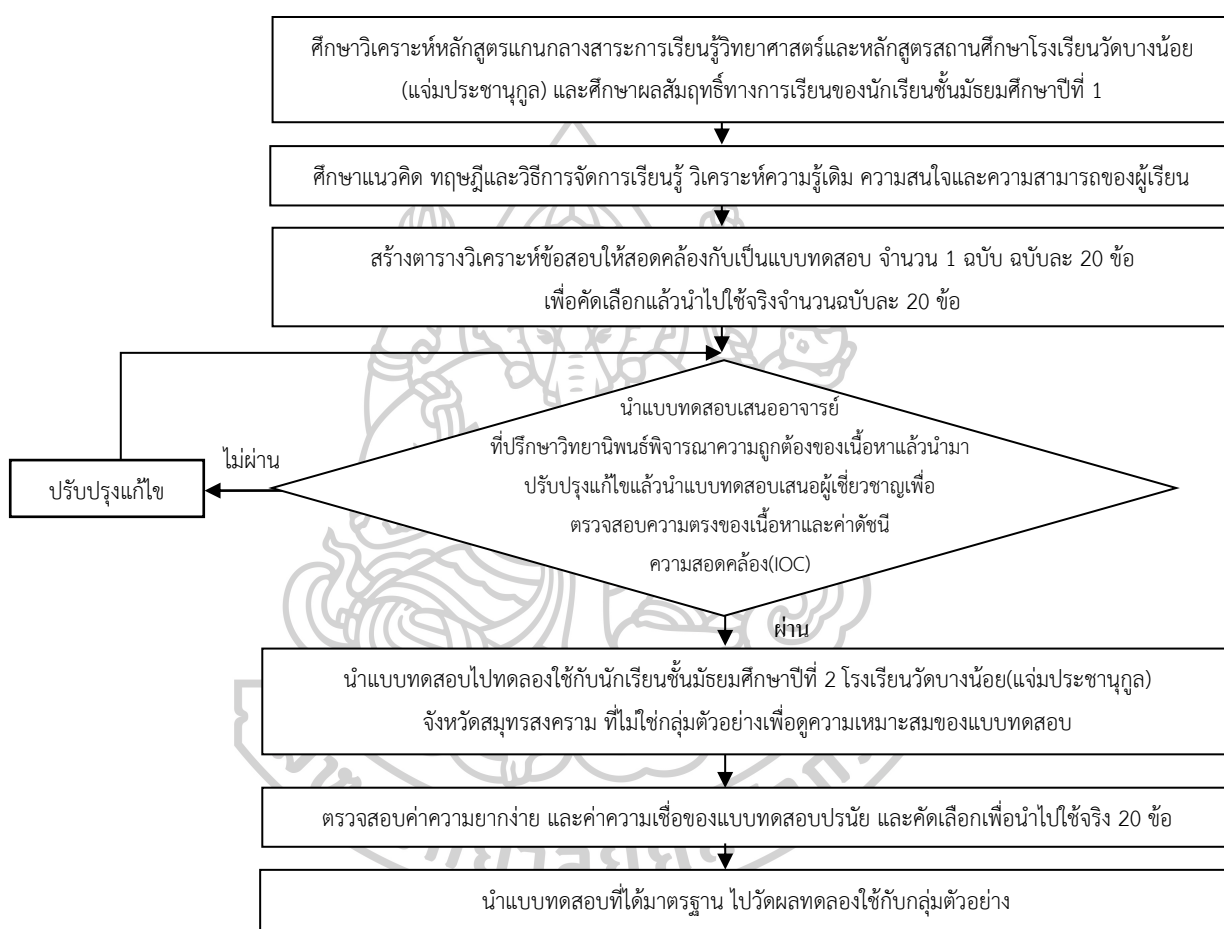 ศึกษาวิเคราะห์หลักสูตรแกนกลางสาระการเรียนรู้วิทยาศาสตร์และหลักสูตรสถานศึกษาโรงเรียนวัดบางน้อย
(แจ่มประชานุกูล) และศึกษาผลสัมฤทธิ์ทางการเรียนของนักเรียนชั้นมัธยมศึกษาปีที่ 1
ศึกษาแนวคิด ทฤษฎีและวิธีการจัดการเรียนรู้ วิเคราะห์ความรู้เดิม ความสนใจและความสามารถของผู้เรียน
สร้างตารางวิเคราะห์ข้อสอบให้สอดคล้องกับเป็นแบบทดสอบ จำนวน 1 ฉบับ ฉบับละ 20 ข้อ
เพื่อคัดเลือกแล้วนำไปใช้จริงจำนวนฉบับละ 20 ข้อ
นำแบบทดสอบเสนออาจารย์
ที่ปรึกษาวิทยานิพนธ์พิจารณาความถูกต้องของเนื้อหาแล้วนำมา
ปรับปรุงแก้ไขแล้วนำแบบทดสอบเสนอผู้เชี่ยวชาญเพื่อ
ตรวจสอบความตรงของเนื้อหาและค่าดัชนี
ความสอดคล้อง(IOC)
ไม่ผ่าน
ปรับปรุงแก้ไข
ผ่าน
นำแบบทดสอบไปทดลองใช้กับนักเรียนชั้นมัธยมศึกษาปีที่ 2 โรงเรียนวัดบางน้อย(แจ่มประชานุกูล)
จังหวัดสมุทรสงคราม ที่ไม่ใช่กลุ่มตัวอย่างเพื่อดูความเหมาะสมของแบบทดสอบ
ตรวจสอบค่าความยากง่าย และค่าความเชื่อของแบบทดสอบปรนัย และคัดเลือกเพื่อนำไปใช้จริง 20 ข้อ
นำแบบทดสอบที่ได้มาตรฐาน ไปวัดผลทดลองใช้กับกลุ่มตัวอย่าง